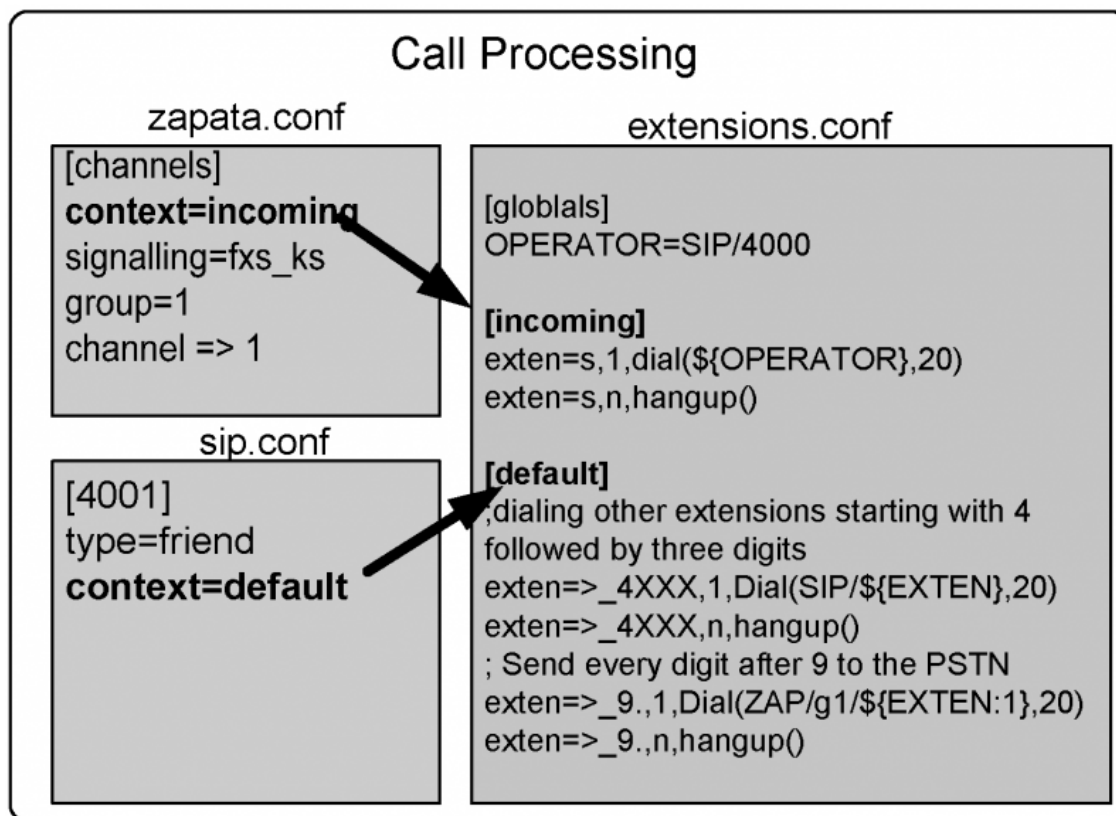 Call Processing
zapata.conf
[channels]
context=incoming
signalling=fxs_ks
group=1
channel => 1
sip.conf
[4001]
type=friend
context=default
extensions.conf
[globlals]
OPERATOR=SIP/4000
[incoming]
exten=s,1,dial(${OPERATOR},20)
exten=s,n,hangup()
[default]
;dialing other extensions starting with 4
followed by three digits
exten=>_4XXX,1,Dial(SIP/${EXTEN},20)
exten=>_4XXX,n,hangup()
; Send every digit after 9 to the PSTN
exten=>_9.,1,Dial(ZAP/g1/${EXTEN:1},20)
exten=>_9.,n,hangup()